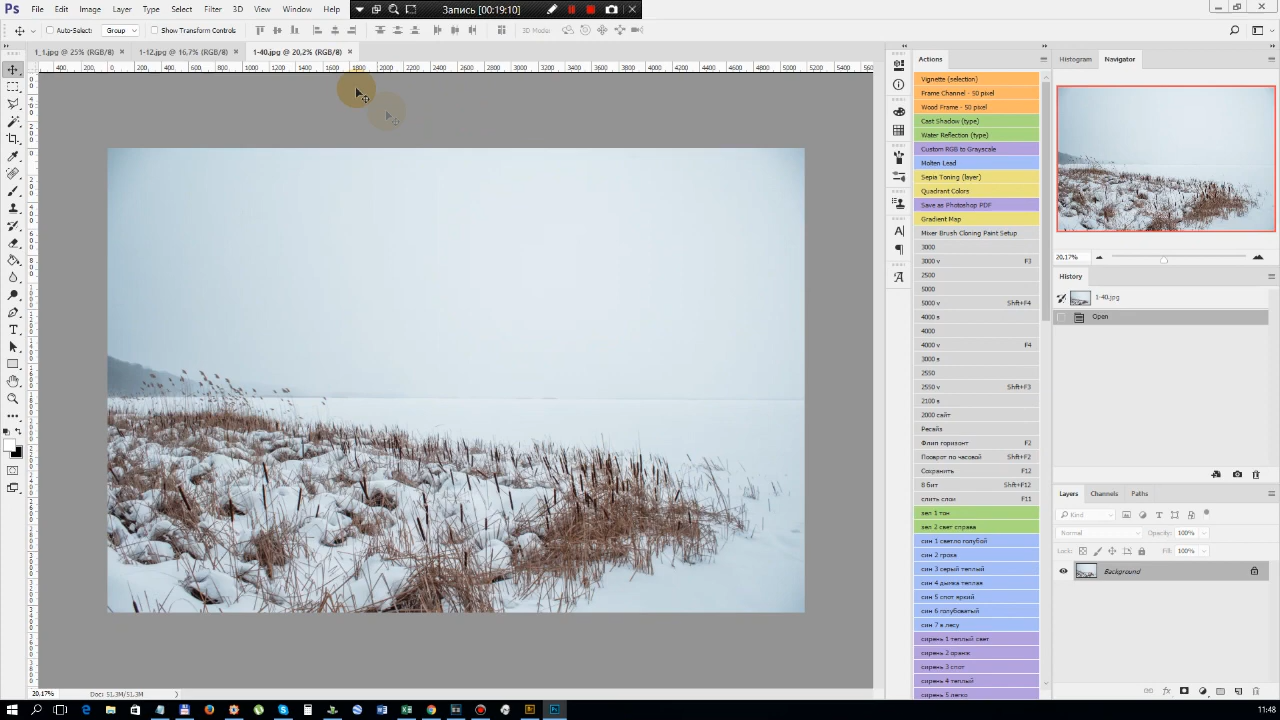 Ps File Edit Image Layer Type Select Filter 3D View Window Help
Запись [00:19:10]
Auto-Select: Group Show Transform Controls 3D Mode:
1_1.jpg @ 25% (RGB/8) 1-12.jpg @ 16,7% (RGB/8) 1-40.jpg @ 20,2% (RGB/8)
Actions
Vignette (selection)
Frame Channel - 50 pixel
Wood Frame - 50 pixel
Cast Shadow (type)
Water Reflection (type)
Custom RGB to Grayscale
Molten Lead
Sepia Toning (layer)
Quadrant Colors
Save as Photoshop PDF
Gradient Map
Mixer Brush Cloning Paint Setup
3000
3000 v F3
2500
5000
5000 v Shft+F4
4000 s
4000
4000 v F4
3000 s
2550
2550 v Shft+F3
2100 s
2000 сайт
Ресайз
Флип горизонт F2
Пооврот по часовой Shft+F2
Сохранить F12
8 бит Shft+F12
слить слои F11
зел 1 тон
зел 2 свет справа
син 1 светло голубой
син 2 гроза
син 3 серый теплый
син 4 дымка теплая
син 5 спот яркий
син 6 голубоватый
син 7 в лесу
сирень 1 теплый свет
сирень 2 оранж
сирень 3 спот
сирень 4 теплый
сирень 5 легко
Histogram Navigator
20,17%
History
1-40.jpg
Open
Layers Channels Paths
Kind
Normal Opacity: 100%
Lock: Fill: 100%
Background
20,17% Doc: 51,3M/51,3M
11:48